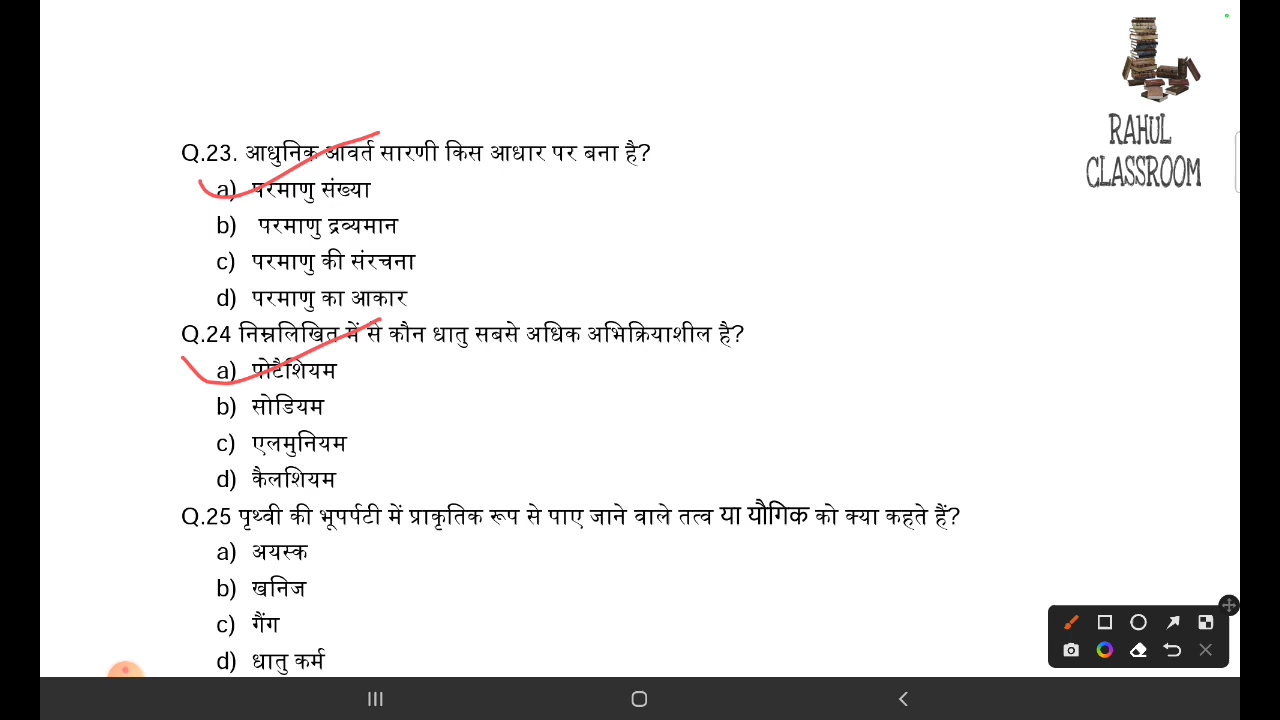 RAHUL
CLASSROOM
Q.23. आधुनिक आवर्त सारणी किस आधार पर बना है?
a) परमाणु संख्या
b) परमाणु द्रव्यमान
c) परमाणु की संरचना
d) परमाणु का आकार
Q.24 निम्नलिखित में से कौन धातु सबसे अधिक अभिक्रियाशील है?
a) पोटैशियम
b) सोडियम
c) एलमुनियम
d) कैलशियम
Q.25 पृथ्वी की भूपर्पटी में प्राकृतिक रूप से पाए जाने वाले तत्व या यौगिक को क्या कहते हैं?
a) अयस्क
b) खनिज
c) गैंग
d) धातु कर्म